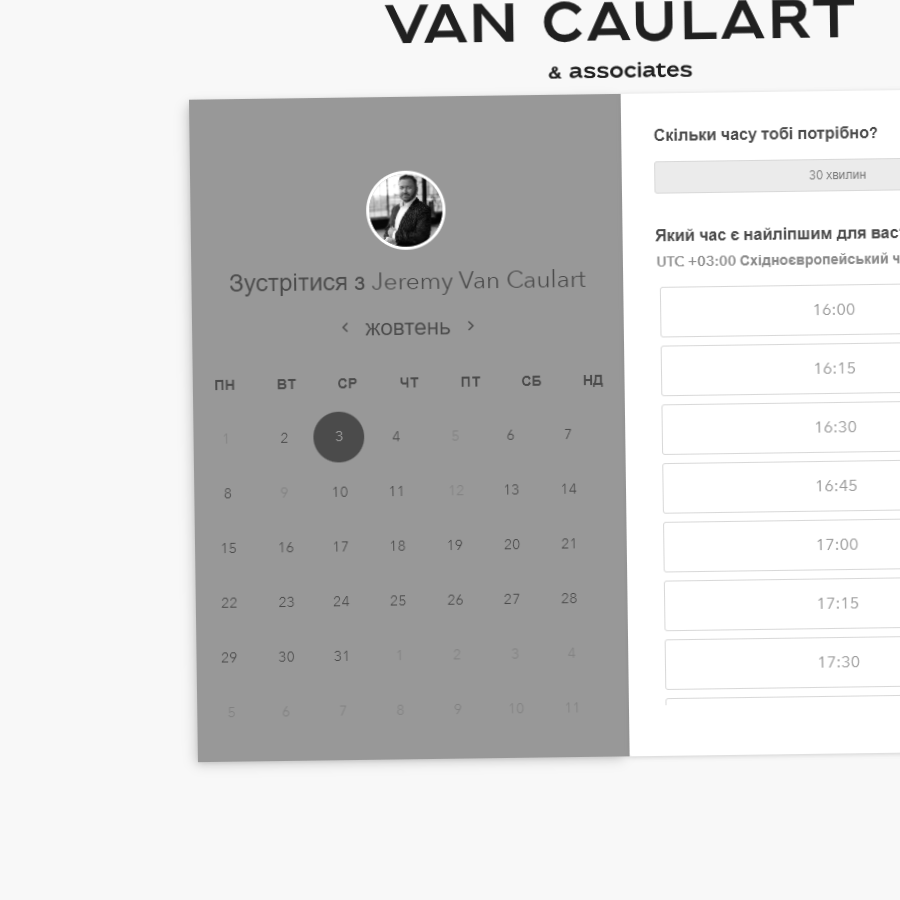 VAN CAULART
& associates
Зустрітися з Jeremy Van Caulart
‹ жовтень ›
ПН ВТ СР ЧТ ПТ СБ НД
1 2 3 4 5 6 7
8 9 10 11 12 13 14
15 16 17 18 19 20 21
22 23 24 25 26 27 28
29 30 31 1 2 3 4
5 6 7 8 9 10 11
Скільки часу тобі потрібно?
30 хвилин
Який час є найліпшим для вас
UTC +03:00 Східноєвропейський
16:00
16:15
16:30
16:45
17:00
17:15
17:30